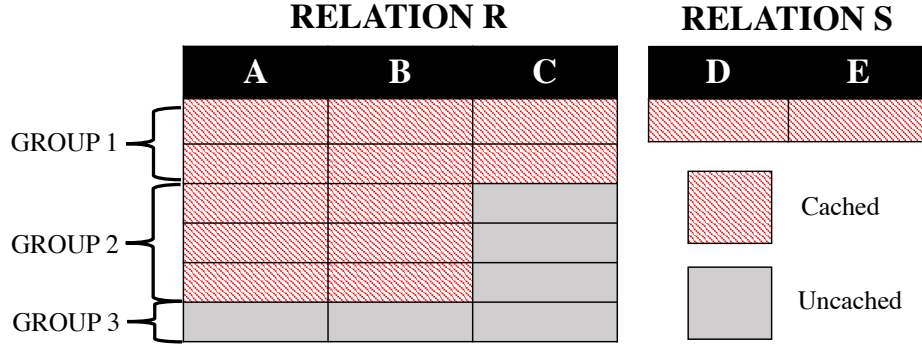 RELATION R
RELATION S
A B C
D E
GROUP 1
GROUP 2
GROUP 3
Cached
Uncached